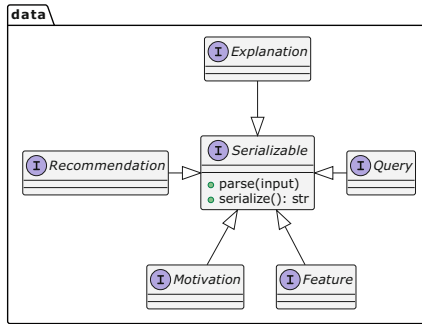 data
I Explanation
I Serializable
parse(input)
serialize(): str
I Recommendation
I Query
I Motivation
I Feature